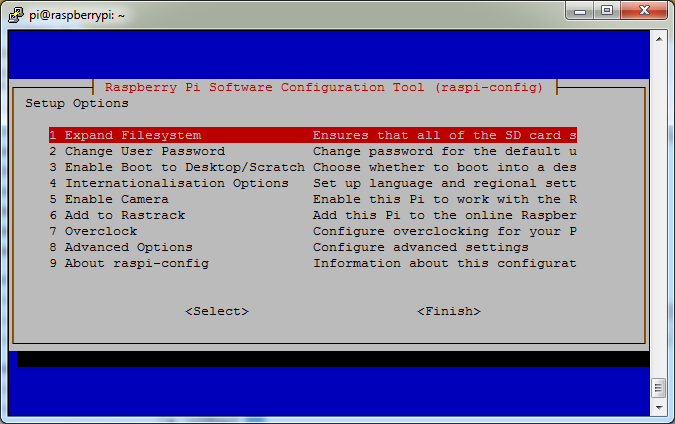 pi@raspberrypi: ~
Raspberry Pi Software Configuration Tool (raspi-config)
Setup Options
1 Expand Filesystem Ensures that all of the SD card s
2 Change User Password Change password for the default u
3 Enable Boot to Desktop/Scratch Choose whether to boot into a des
4 Internationalisation Options Set up language and regional sett
5 Enable Camera Enable this Pi to work with the R
6 Add to Rastrack Add this Pi to the online Raspber
7 Overclock Configure overclocking for your P
8 Advanced Options Configure advanced settings
9 About raspi-config Information about this configurat
<Select> <Finish>